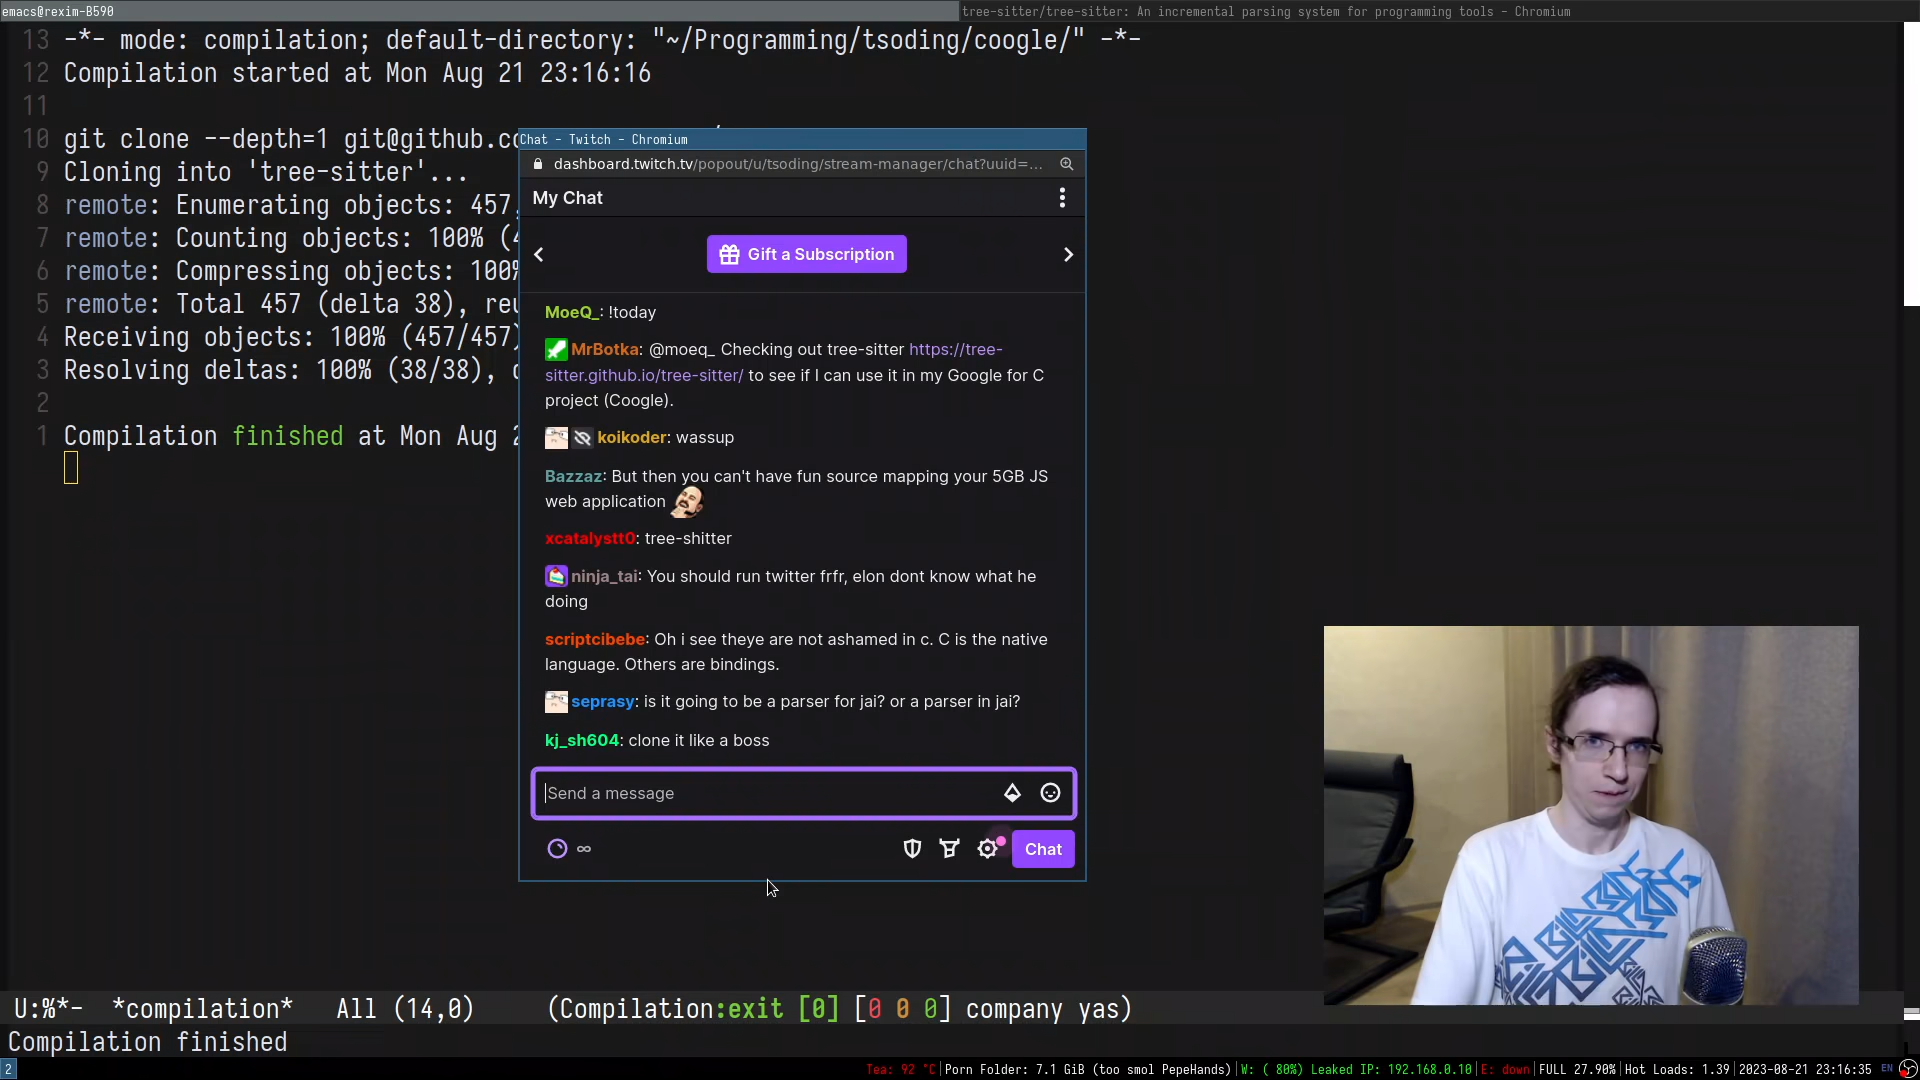 emacs@rexim-B590
tree-sitter/tree-sitter: An incremental parsing system for programming tools - Chromium
13 -*- mode: compilation; default-directory: "~/Programming/tsoding/coogle/" -*-
12 Compilation started at Mon Aug 21 23:16:16
11
10 git clone --depth=1 git@github.co
9 Cloning into 'tree-sitter'...
8 remote: Enumerating objects: 457,
7 remote: Counting objects: 100% (4
6 remote: Compressing objects: 100%
5 remote: Total 457 (delta 38), reu
4 Receiving objects: 100% (457/457)
3 Resolving deltas: 100% (38/38),
2
1 Compilation finished at Mon Aug 2
Chat - Twitch - Chromium
dashboard.twitch.tv/popout/u/tsoding/stream-manager/chat?uuid=...
My Chat
Gift a Subscription
MoeQ_: !today
MrBotka: @moeq_ Checking out tree-sitter https://tree-
sitter.github.io/tree-sitter/ to see if I can use it in my Google for C
project (Coogle).
koikoder: wassup
Bazzaz: But then you can't have fun source mapping your 5GB JS
web application
xcatalystt0: tree-shitter
ninja_tai: You should run twitter frfr, elon dont know what he
doing
scriptcibebe: Oh i see theye are not ashamed in c. C is the native
language. Others are bindings.
seprasy: is it going to be a parser for jai? or a parser in jai?
kj_sh604: clone it like a boss
Send a message
∞
Chat
U:%*- *compilation* All (14,0) (Compilation:exit [0] [0 0 0] company yas)
Compilation finished
2
Tea: 92 °C|Porn Folder: 7.1 GiB (too smol PepeHands)|W: ( 80%) Leaked IP: 192.168.0.10|E: down|FULL 27.90%|Hot Loads: 1.39|2023-08-21 23:16:35 EN